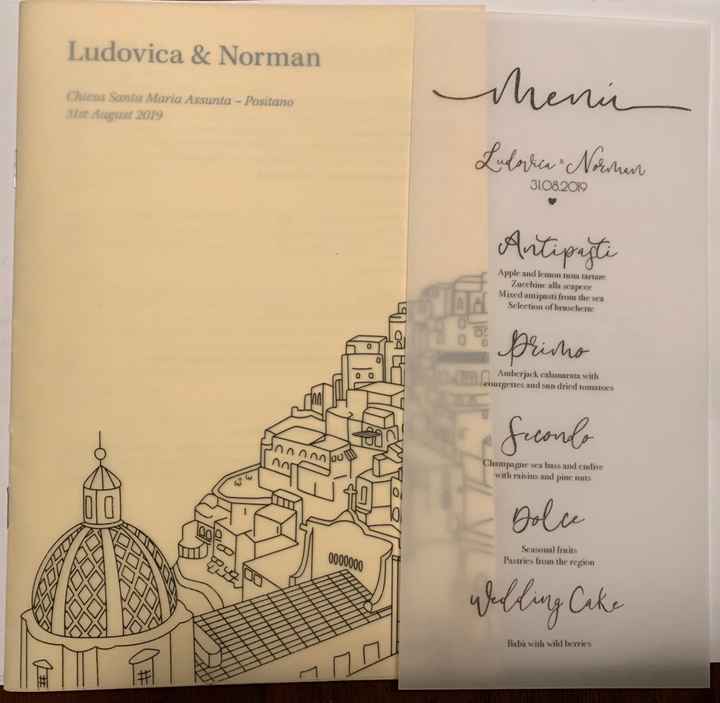 Ludovica & Norman
Chiesa Santa Maria Assunta – Positano
31st August 2019
Menù
Ludovica & Norman
31.08.2019
Antipasti
Apple and lemon tuna tartare
Zucchine alla scapece
Mixed antipasti from the sea
Selection of bruschette
Primo
Amberjack calamarata with
courgettes and sun dried tomatoes
Secondo
Champagne sea bass and endive
with raisins and pine nuts
Dolce
Seasonal fruits
Pastries from the region
Wedding Cake
Babà with wild berries